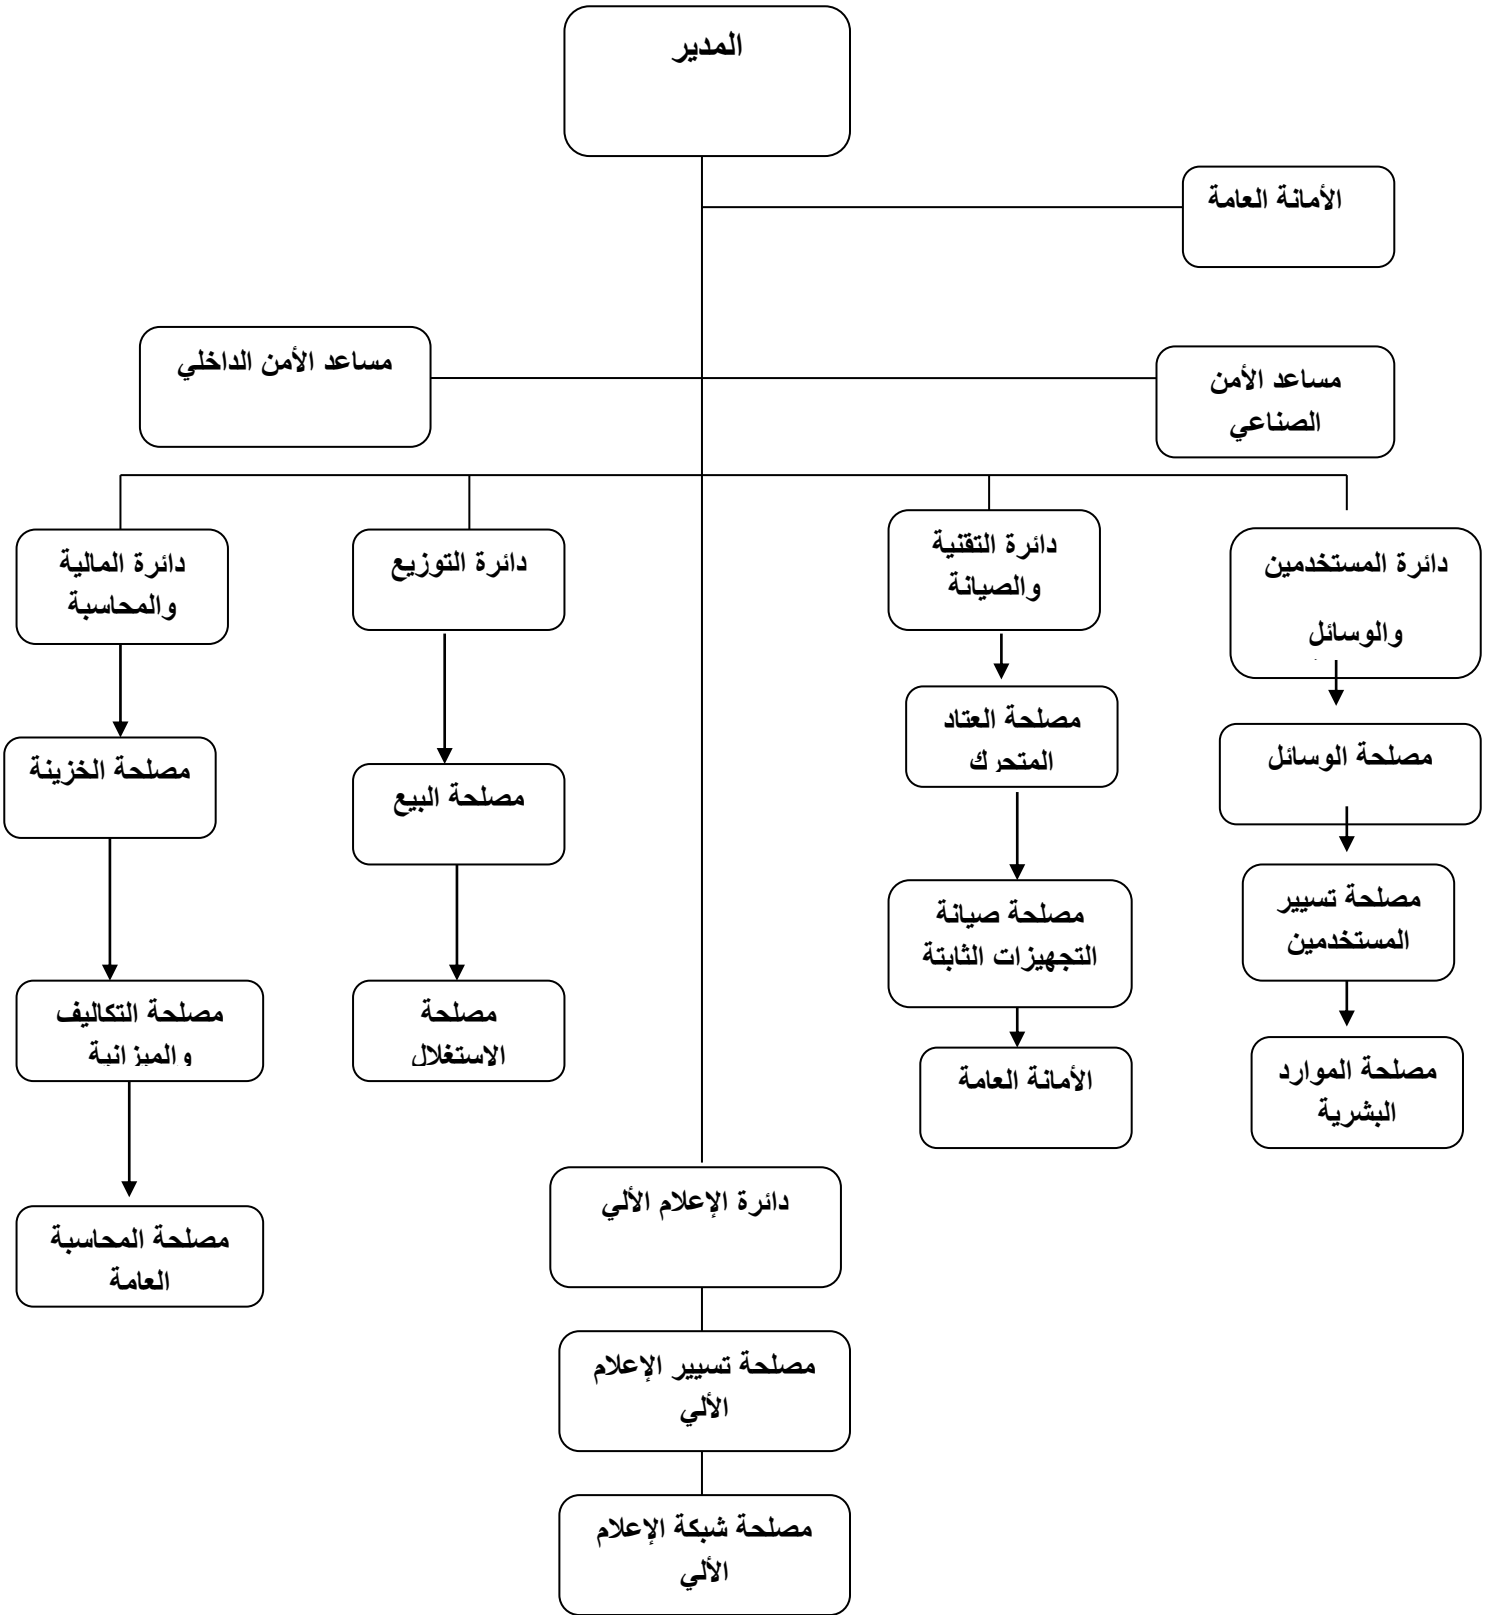 المدير
الأمانة العامة
مساعد الأمن الصناعي
مساعد الأمن الداخلي
دائرة المستخدمين
والوسائل
دائرة التقنية
والصيانة
دائرة التوزيع
دائرة المالية
والمحاسبة
مصلحة الوسائل
مصلحة العتاد
المتحرك
مصلحة البيع
مصلحة الخزينة
مصلحة تسيير
المستخدمين
مصلحة صيانة
التجهيزات الثابتة
مصلحة
الاستغلال
مصلحة التكاليف
والميزانية
مصلحة الموارد
البشرية
الأمانة العامة
دائرة الإعلام الألي
مصلحة المحاسبة
العامة
مصلحة تسيير الإعلام
الألي
مصلحة شبكة الإعلام
الألي